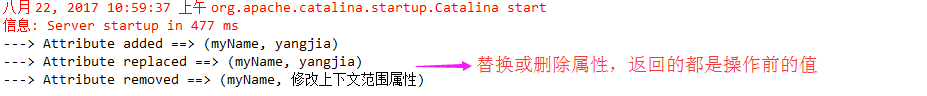 八月 22, 2017 10:59:37 上午 org.apache.catalina.startup.Catalina start
信息: Server startup in 477 ms
---> Attribute added ==> (myName, yangjia)
---> Attribute replaced ==> (myName, yangjia)
替换或删除属性，返回的都是操作前的值
---> Attribute removed ==> (myName, 修改上下文范围属性)